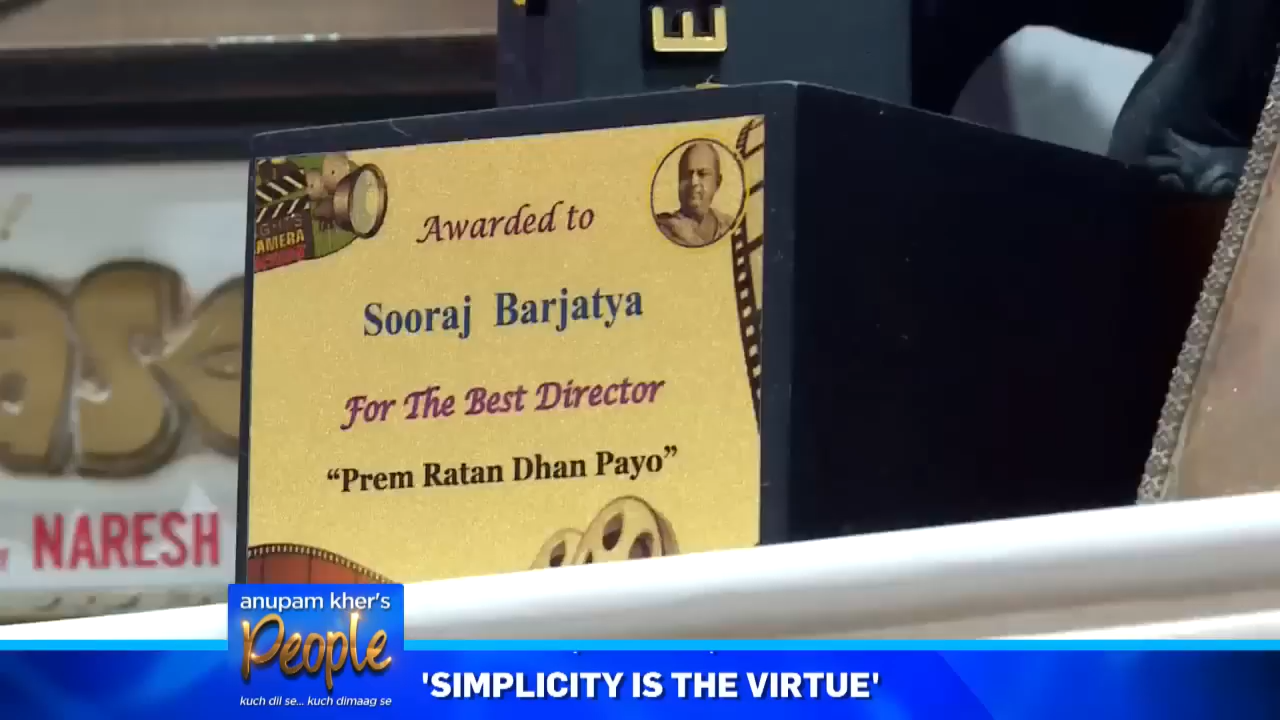 E
AMERA
Awarded to
Sooraj Barjatya
For The Best Director
“Prem Ratan Dhan Payo”
NARESH
anupam kher's
People
kuch dil se... kuch dimaag se
'SIMPLICITY IS THE VIRTUE'